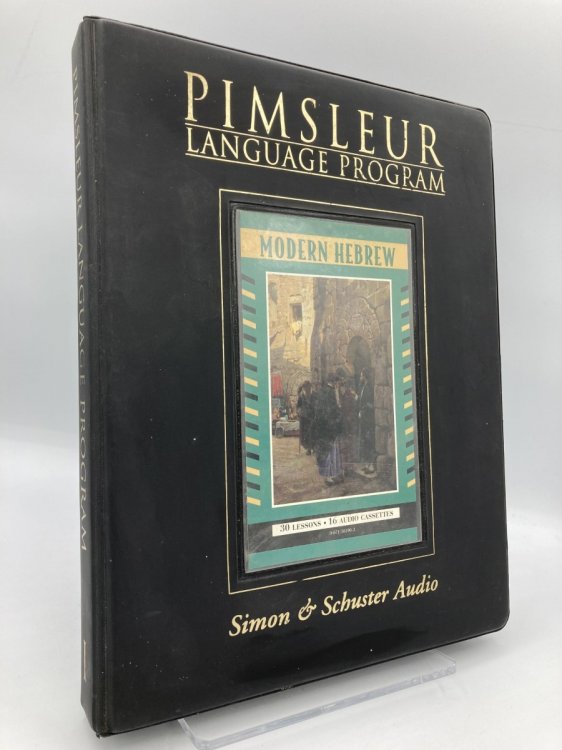 PIMSLEUR
LANGUAGE PROGRAM
MODERN HEBREW
30 LESSONS • 16 AUDIO CASSETTES
Simon & Schuster Audio
PIMSLEUR LANGUAGE PROGRAM
I